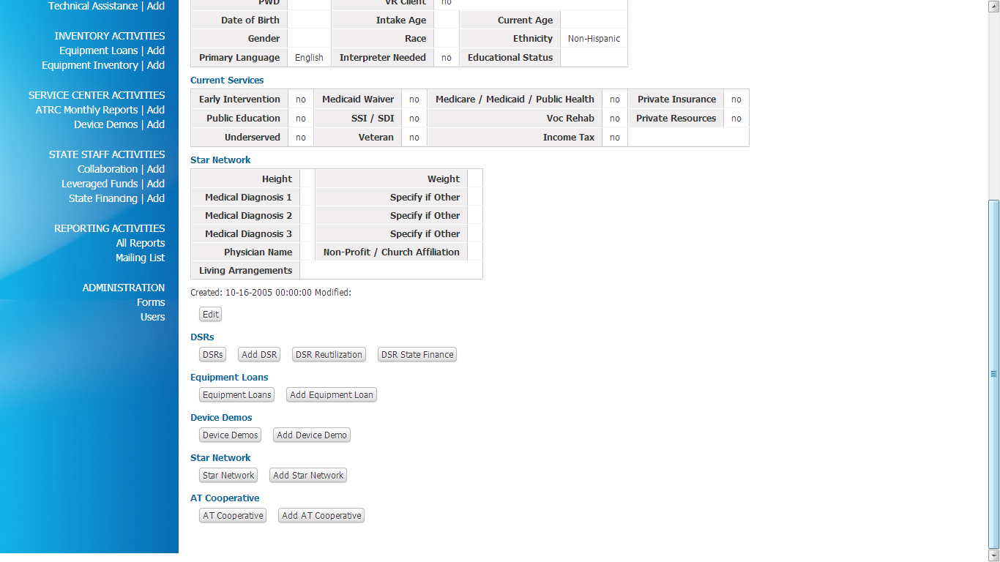 Technical Assistance | Add
INVENTORY ACTIVITIES
Equipment Loans | Add
Equipment Inventory | Add
SERVICE CENTER ACTIVITIES
ATRC Monthly Reports | Add
Device Demos | Add
STATE STAFF ACTIVITIES
Collaboration | Add
Leveraged Funds | Add
State Financing | Add
REPORTING ACTIVITIES
All Reports
Mailing List
ADMINISTRATION
Forms
Users
PWD VR Client no
Date of Birth Intake Age Current Age
Gender Race Ethnicity Non-Hispanic
Primary Language English Interpreter Needed no Educational Status
Current Services
Early Intervention no Medicaid Waiver no Medicare / Medicaid / Public Health no Private Insurance no
Public Education no SSI / SDI no Voc Rehab no Private Resources no
Underserved no Veteran no Income Tax no
Star Network
Height Weight
Medical Diagnosis 1 Specify if Other
Medical Diagnosis 2 Specify if Other
Medical Diagnosis 3 Specify if Other
Physician Name Non-Profit / Church Affiliation
Living Arrangements
Created: 10-16-2005 00:00:00 Modified:
Edit
DSRs
DSRs Add DSR DSR Reutilization DSR State Finance
Equipment Loans
Equipment Loans Add Equipment Loan
Device Demos
Device Demos Add Device Demo
Star Network
Star Network Add Star Network
AT Cooperative
AT Cooperative Add AT Cooperative